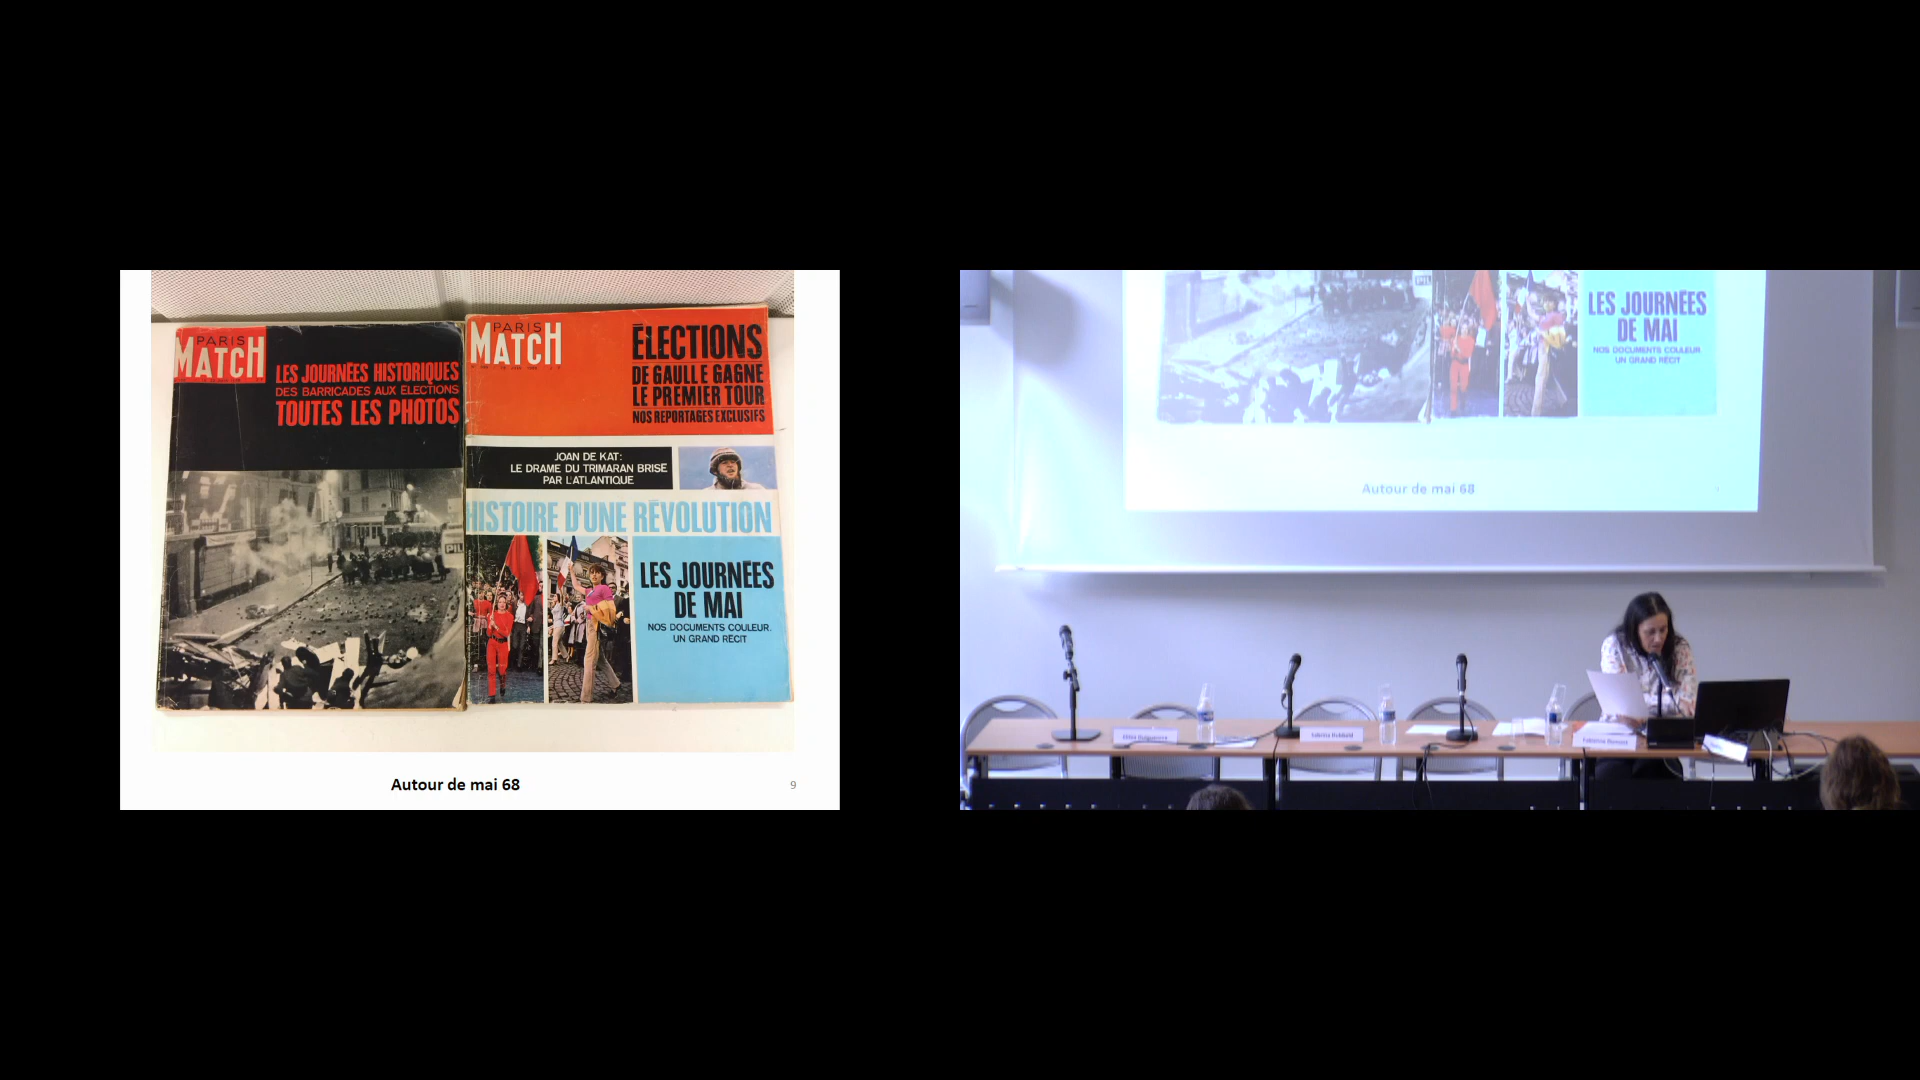 PARIS
MATCH
LES JOURNÉES HISTORIQUES
DES BARRICADES AUX ÉLECTIONS
TOUTES LES PHOTOS
PIL
PARIS
MATCH
ÉLECTIONS
DE GAULLE GAGNE
LE PREMIER TOUR
NOS REPORTAGES EXCLUSIFS
JOAN DE KAT:
LE DRAME DU TRIMARAN BRISE
PAR L'ATLANTIQUE
HISTOIRE D'UNE RÉVOLUTION
LES JOURNÉES
DE MAI
NOS DOCUMENTS COULEUR.
UN GRAND RÉCIT
Autour de mai 68
9
LES JOURNÉES
DE MAI
NOS DOCUMENTS COULEUR
UN GRAND RÉCIT
Autour de mai 68